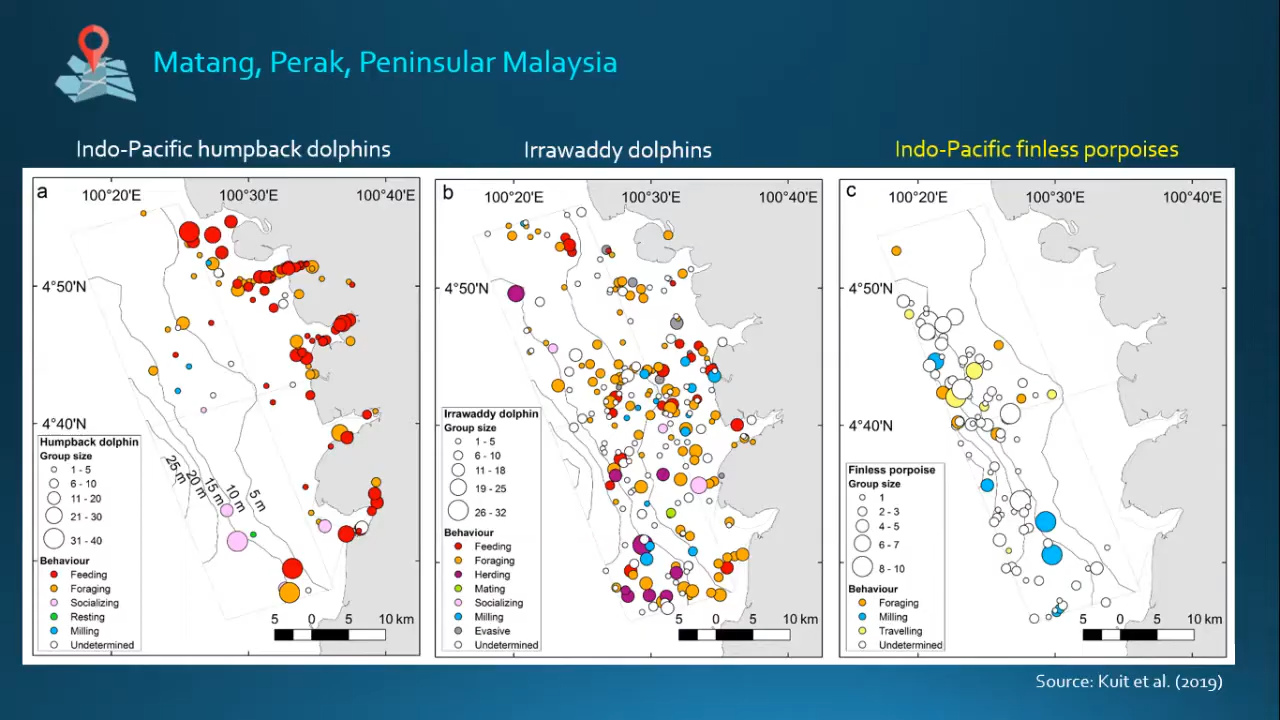 Matang, Perak, Peninsular Malaysia
Indo-Pacific humpback dolphins
Irrawaddy dolphins
Indo-Pacific finless porpoises
a
100°20'E
100°30'E
100°40'E
4°50'N
4°40'N
25 m
20 m
15 m
10 m
5 m
Humpback dolphin
Group size
1 - 5
6 - 10
11 - 20
21 - 30
31 - 40
Behaviour
Feeding
Foraging
Socializing
Resting
Milling
Undetermined
5 0 5 10 km
b
100°20'E
100°30'E
100°40'E
4°50'N
4°40'N
Irrawaddy dolphin
Group size
1 - 5
6 - 10
11 - 18
19 - 25
26 - 32
Behaviour
Feeding
Foraging
Herding
Mating
Socializing
Milling
Evasive
Undetermined
5 0 5 10 km
c
100°20'E
100°30'E
100°40'E
4°50'N
4°40'N
Finless porpoise
Group size
1
2 - 3
4 - 5
6 - 7
8 - 10
Behaviour
Foraging
Milling
Travelling
Undetermined
5 0 5 10 km
Source: Kuit et al. (2019)